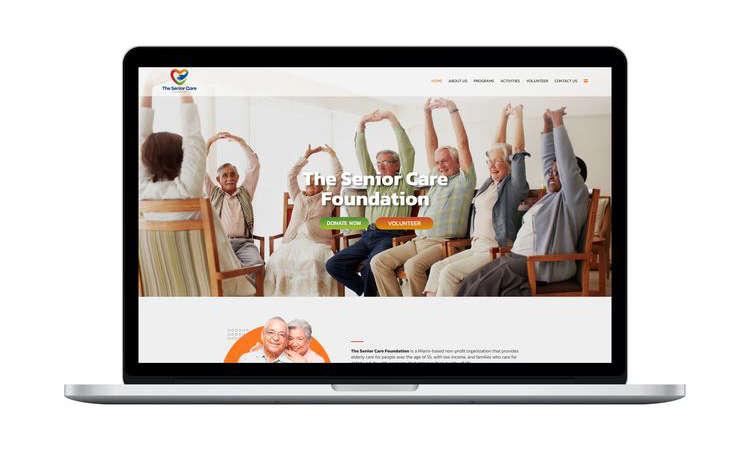 The Senior Care
HOME ABOUT US PROGRAMS ACTIVITIES VOLUNTEER CONTACT US
The Senior Care
Foundation
DONATE NOW VOLUNTEER
The Senior Care Foundation is a Miami-based non-profit organization that provides
elderly care for people over the age of 55, with low income, and families who care for